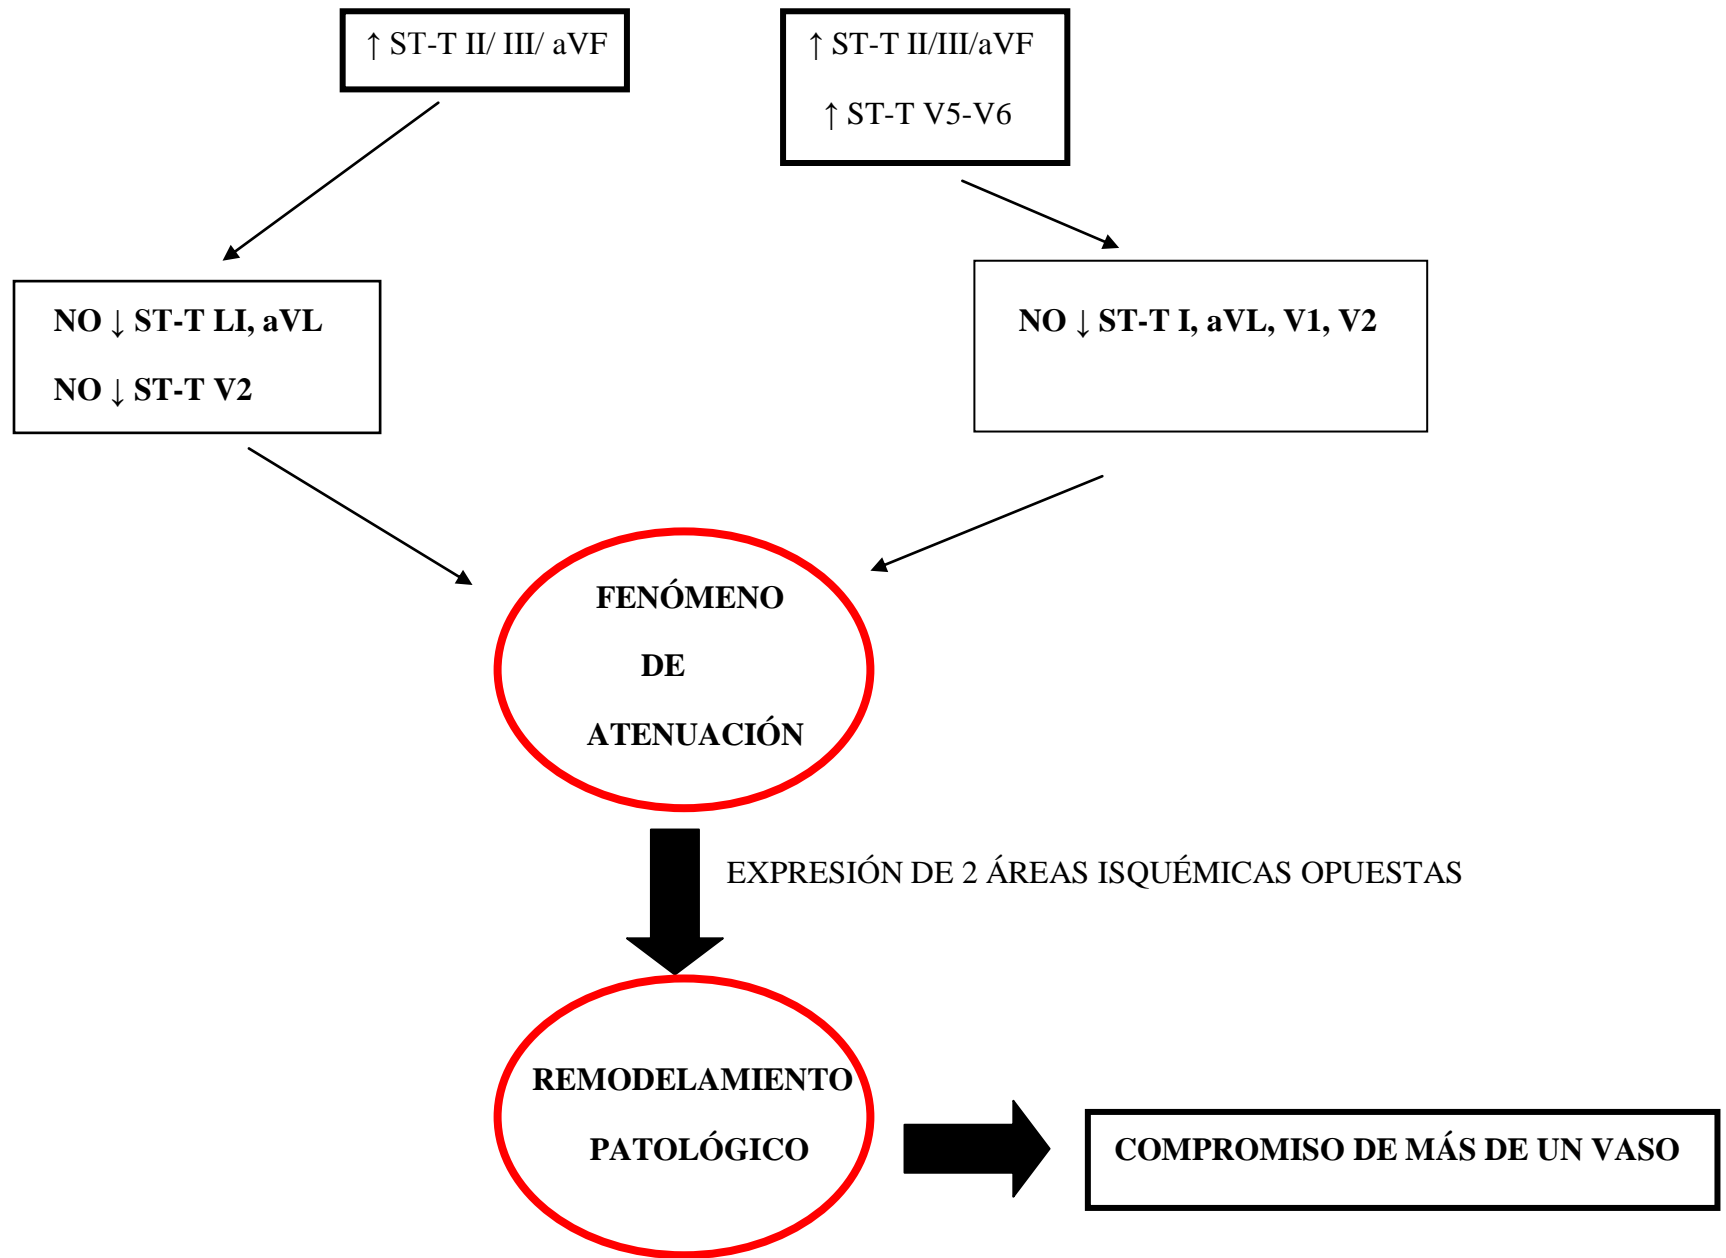 ↑ ST-T II/ III/ aVF
↑ ST-T II/III/aVF
↑ ST-T V5-V6
NO ↓ ST-T LI, aVL
NO ↓ ST-T V2
NO ↓ ST-T I, aVL, V1, V2
FENÓMENO
DE
ATENUACIÓN
EXPRESIÓN DE 2 ÁREAS ISQUÉMICAS OPUESTAS
REMODELAMIENTO
PATOLÓGICO
COMPROMISO DE MÁS DE UN VASO